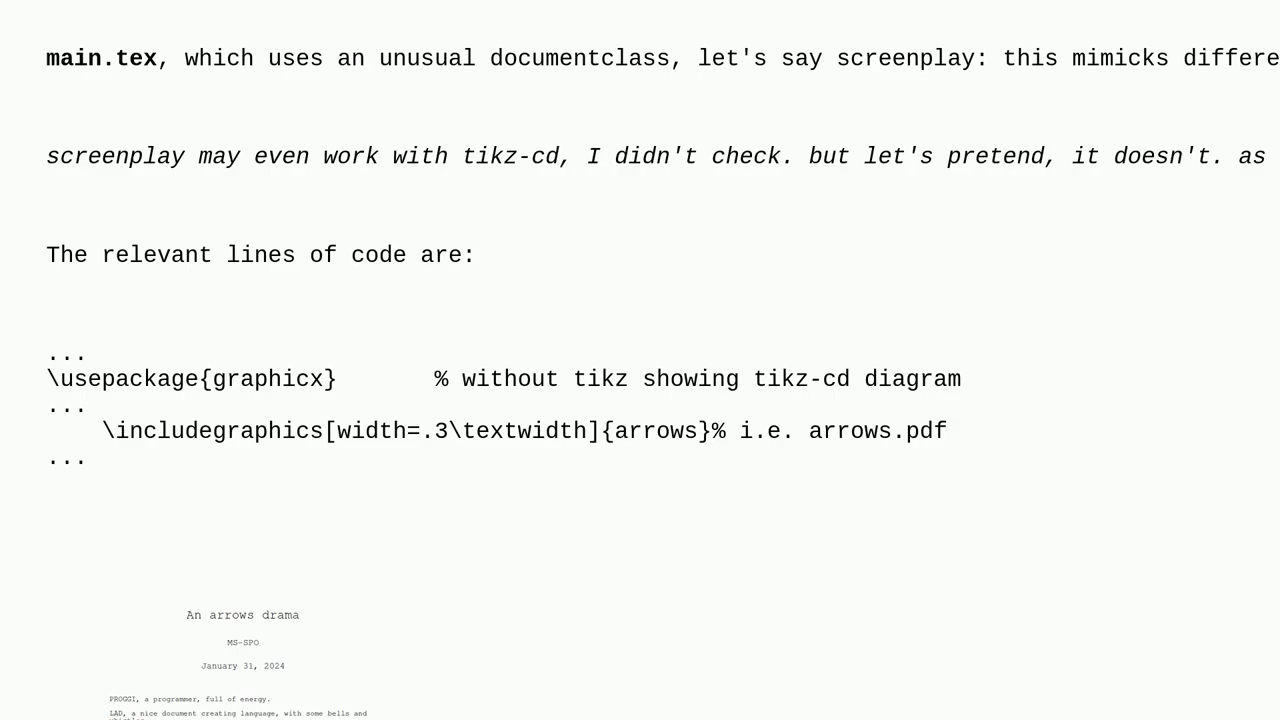 main.tex, which uses an unusual documentclass, let's say screenplay: this mimicks differe
screenplay may even work with tikz-cd, I didn't check. but let's pretend, it doesn't. as
The relevant lines of code are:
...
\usepackage{graphicx}       % without tikz showing tikz-cd diagram
...
    \includegraphics[width=.3\textwidth]{arrows}% i.e. arrows.pdf
...
An arrows drama
MS-SPO
January 31, 2024
PROGGI, a programmer, full of energy.
LAD, a nice document creating language, with some bells and